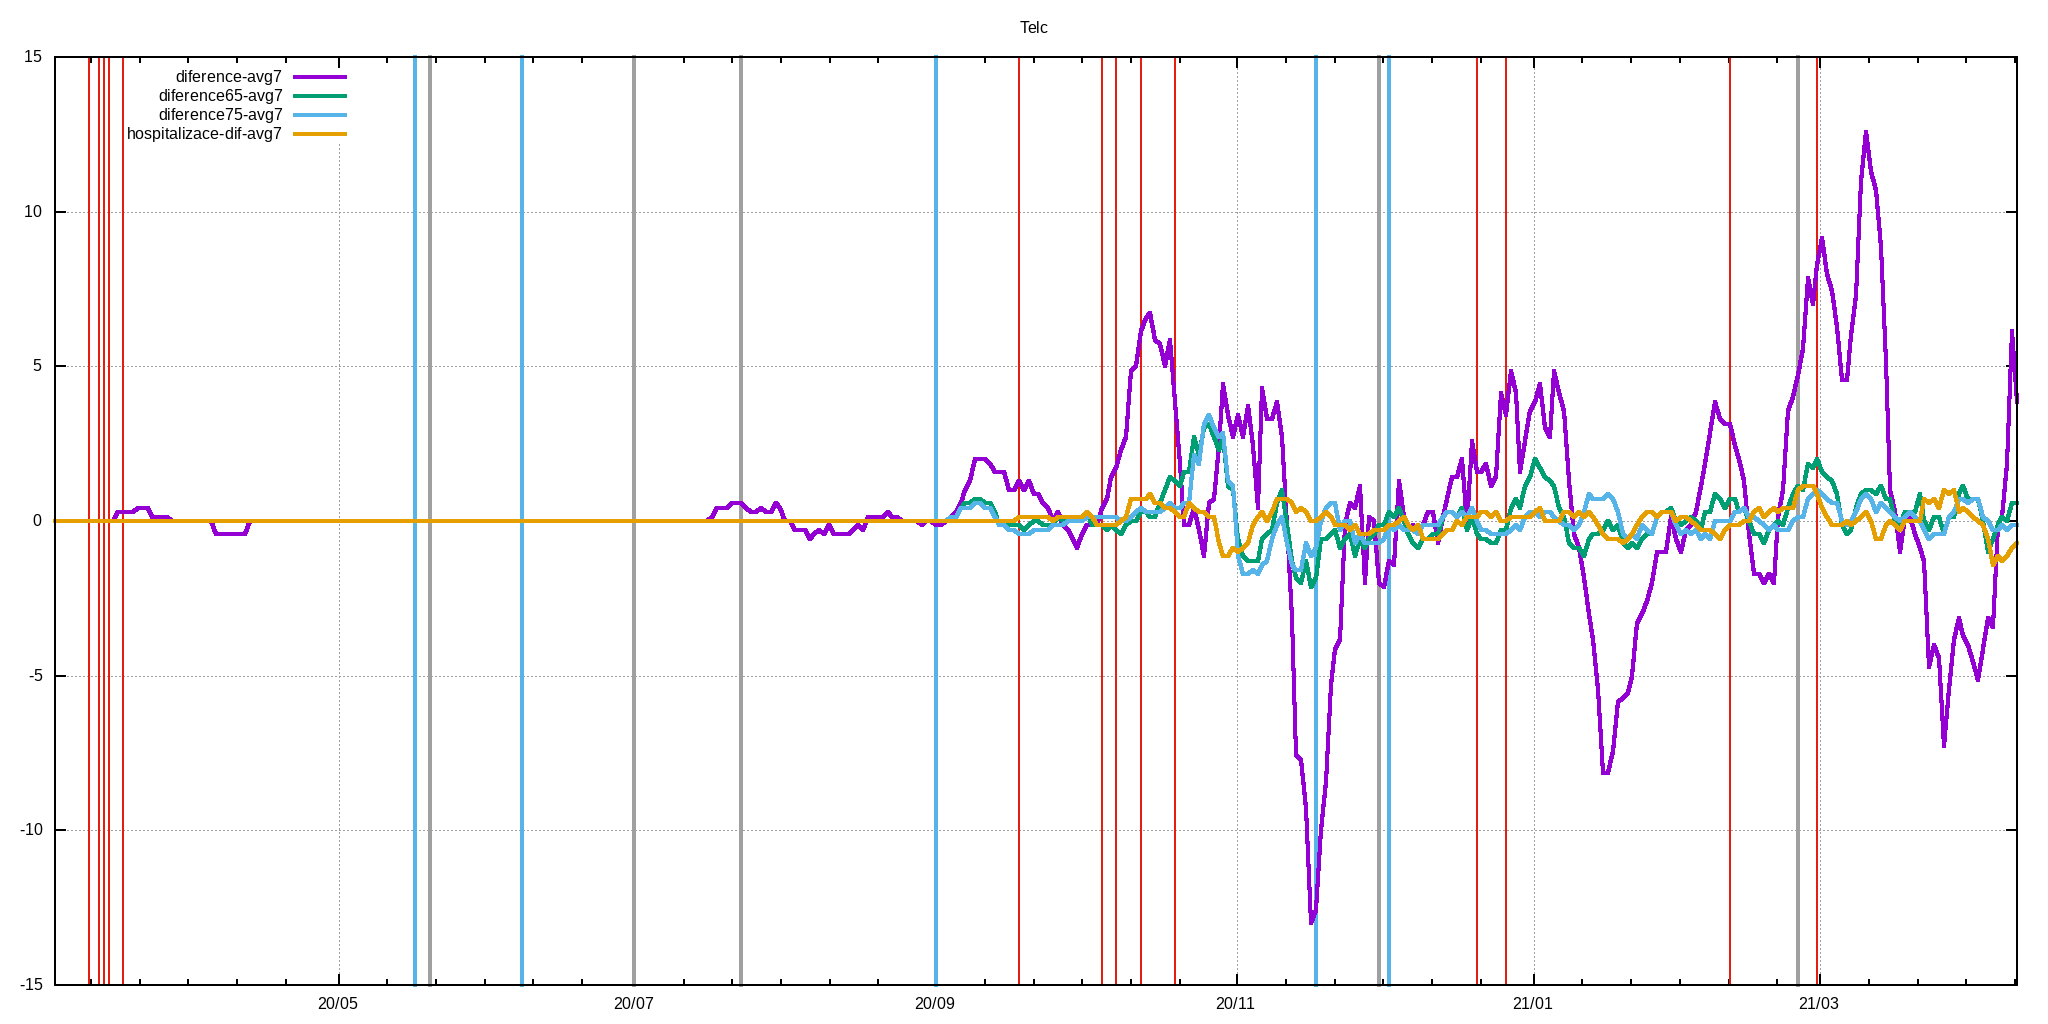 Telc
15
10
5
0
-5
-10
-15
diference-avg7
diference65-avg7
diference75-avg7
hospitalizace-dif-avg7
20/05 20/07 20/09 20/11 21/01 21/03